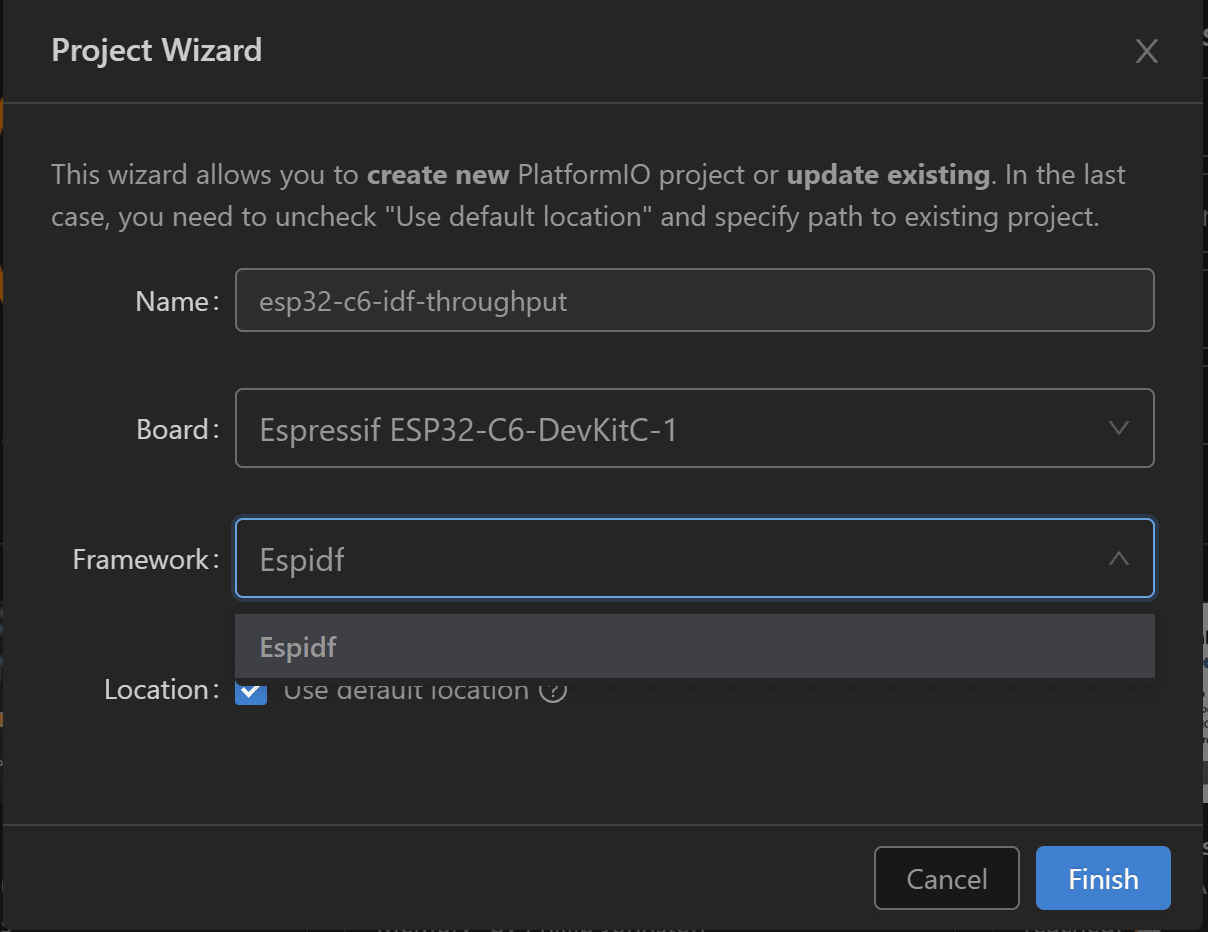 Project Wizard
This wizard allows you to create new PlatformIO project or update existing. In the last
case, you need to uncheck "Use default location" and specify path to existing project.
Name:
esp32-c6-idf-throughput
Board:
Espressif ESP32-C6-DevKitC-1
Framework:
Espidf
Espidf
Location:
Use default location
Cancel
Finish